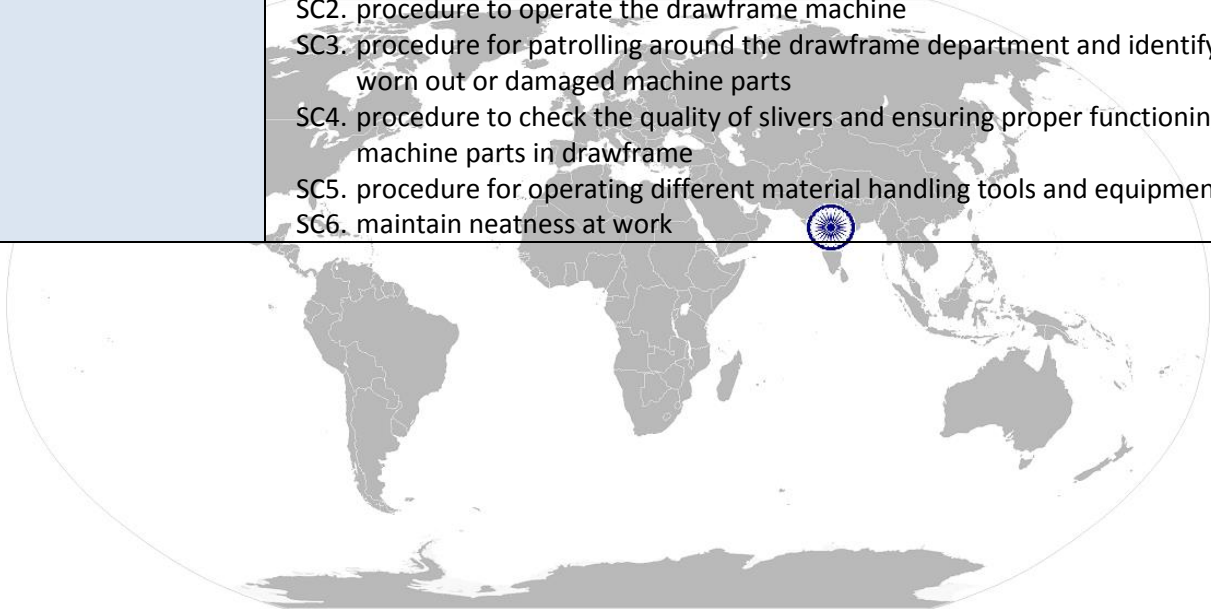 SC2. procedure to operate the drawframe machine
SC3. procedure for patrolling around the drawframe department and identify
worn out or damaged machine parts
SC4. procedure to check the quality of slivers and ensuring proper functionin
machine parts in drawframe
SC5. procedure for operating different material handling tools and equipmen
SC6. maintain neatness at work